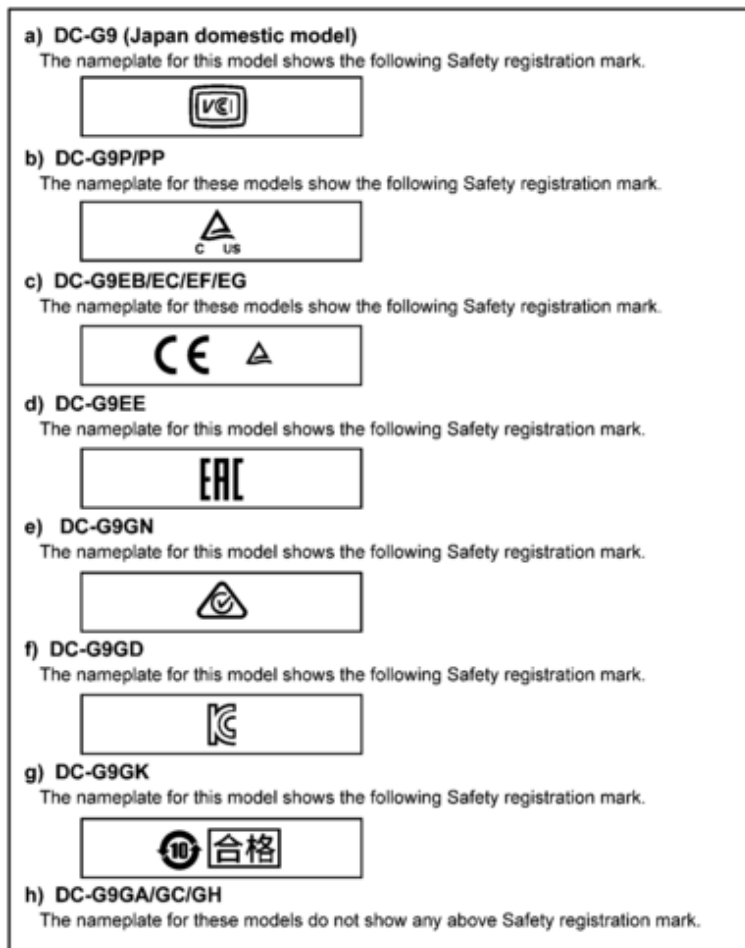 a) DC-G9 (Japan domestic model)
The nameplate for this model shows the following Safety registration mark.
VCI
b) DC-G9P/PP
The nameplate for these models show the following Safety registration mark.
C US
c) DC-G9EB/EC/EF/EG
The nameplate for these models show the following Safety registration mark.
CE
d) DC-G9EE
The nameplate for this model shows the following Safety registration mark.
EAC
e) DC-G9GN
The nameplate for this model shows the following Safety registration mark.
f) DC-G9GD
The nameplate for this model shows the following Safety registration mark.
KC
g) DC-G9GK
The nameplate for this model shows the following Safety registration mark.
10 合格
h) DC-G9GA/GC/GH
The nameplate for these models do not show any above Safety registration mark.